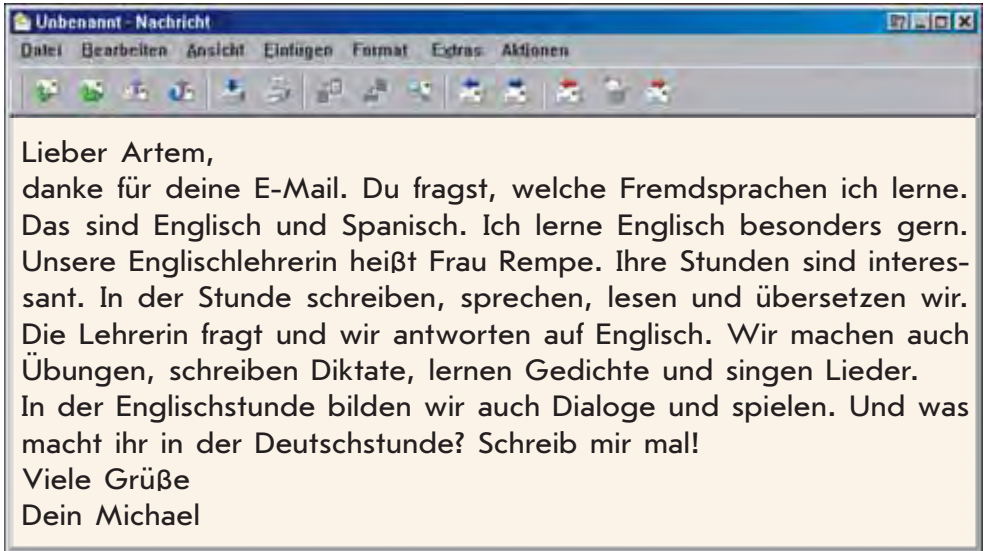 Unbenannt - Nachricht
Datei Bearbeiten Ansicht Einfügen Format Extras Aktionen
Lieber Artem,
danke für deine E-Mail. Du fragst, welche Fremdsprachen ich lerne.
Das sind Englisch und Spanisch. Ich lerne Englisch besonders gern.
Unsere Englischlehrerin heißt Frau Rempe. Ihre Stunden sind interes-
sant. In der Stunde schreiben, sprechen, lesen und übersetzen wir.
Die Lehrerin fragt und wir antworten auf Englisch. Wir machen auch
Übungen, schreiben Diktate, lernen Gedichte und singen Lieder.
In der Englischstunde bilden wir auch Dialoge und spielen. Und was
macht ihr in der Deutschstunde? Schreib mir mal!
Viele Grüße
Dein Michael